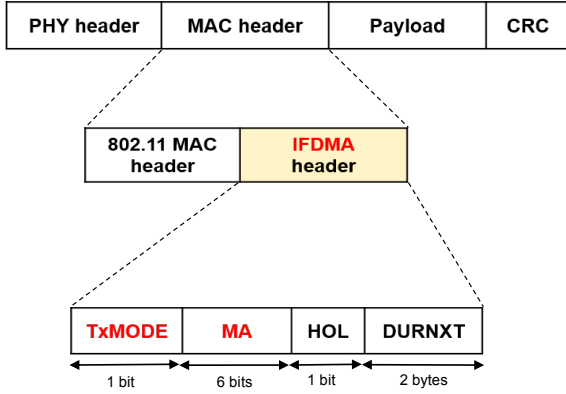 PHY header MAC header Payload CRC
802.11 MAC header
IFDMA header
TxMODE MA HOL DURNXT
1 bit 6 bits 1 bit 2 bytes